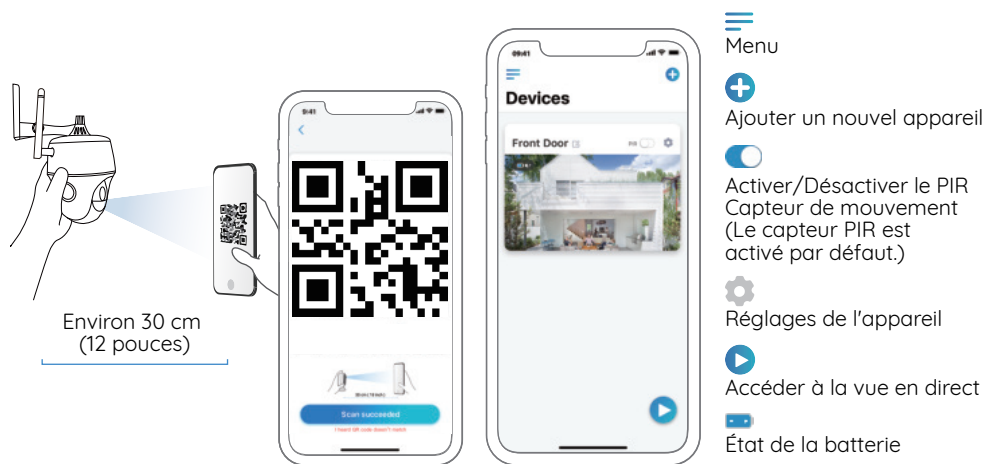 Environ 30 cm
(12 pouces)
9:41
Scan succeeded
09:41
Devices
Front Door
PIR
Menu
Ajouter un nouvel appareil
Activer/Désactiver le PIR
Capteur de mouvement
(Le capteur PIR est
activé par défaut.)
Réglages de l'appareil
Accéder à la vue en direct
État de la batterie